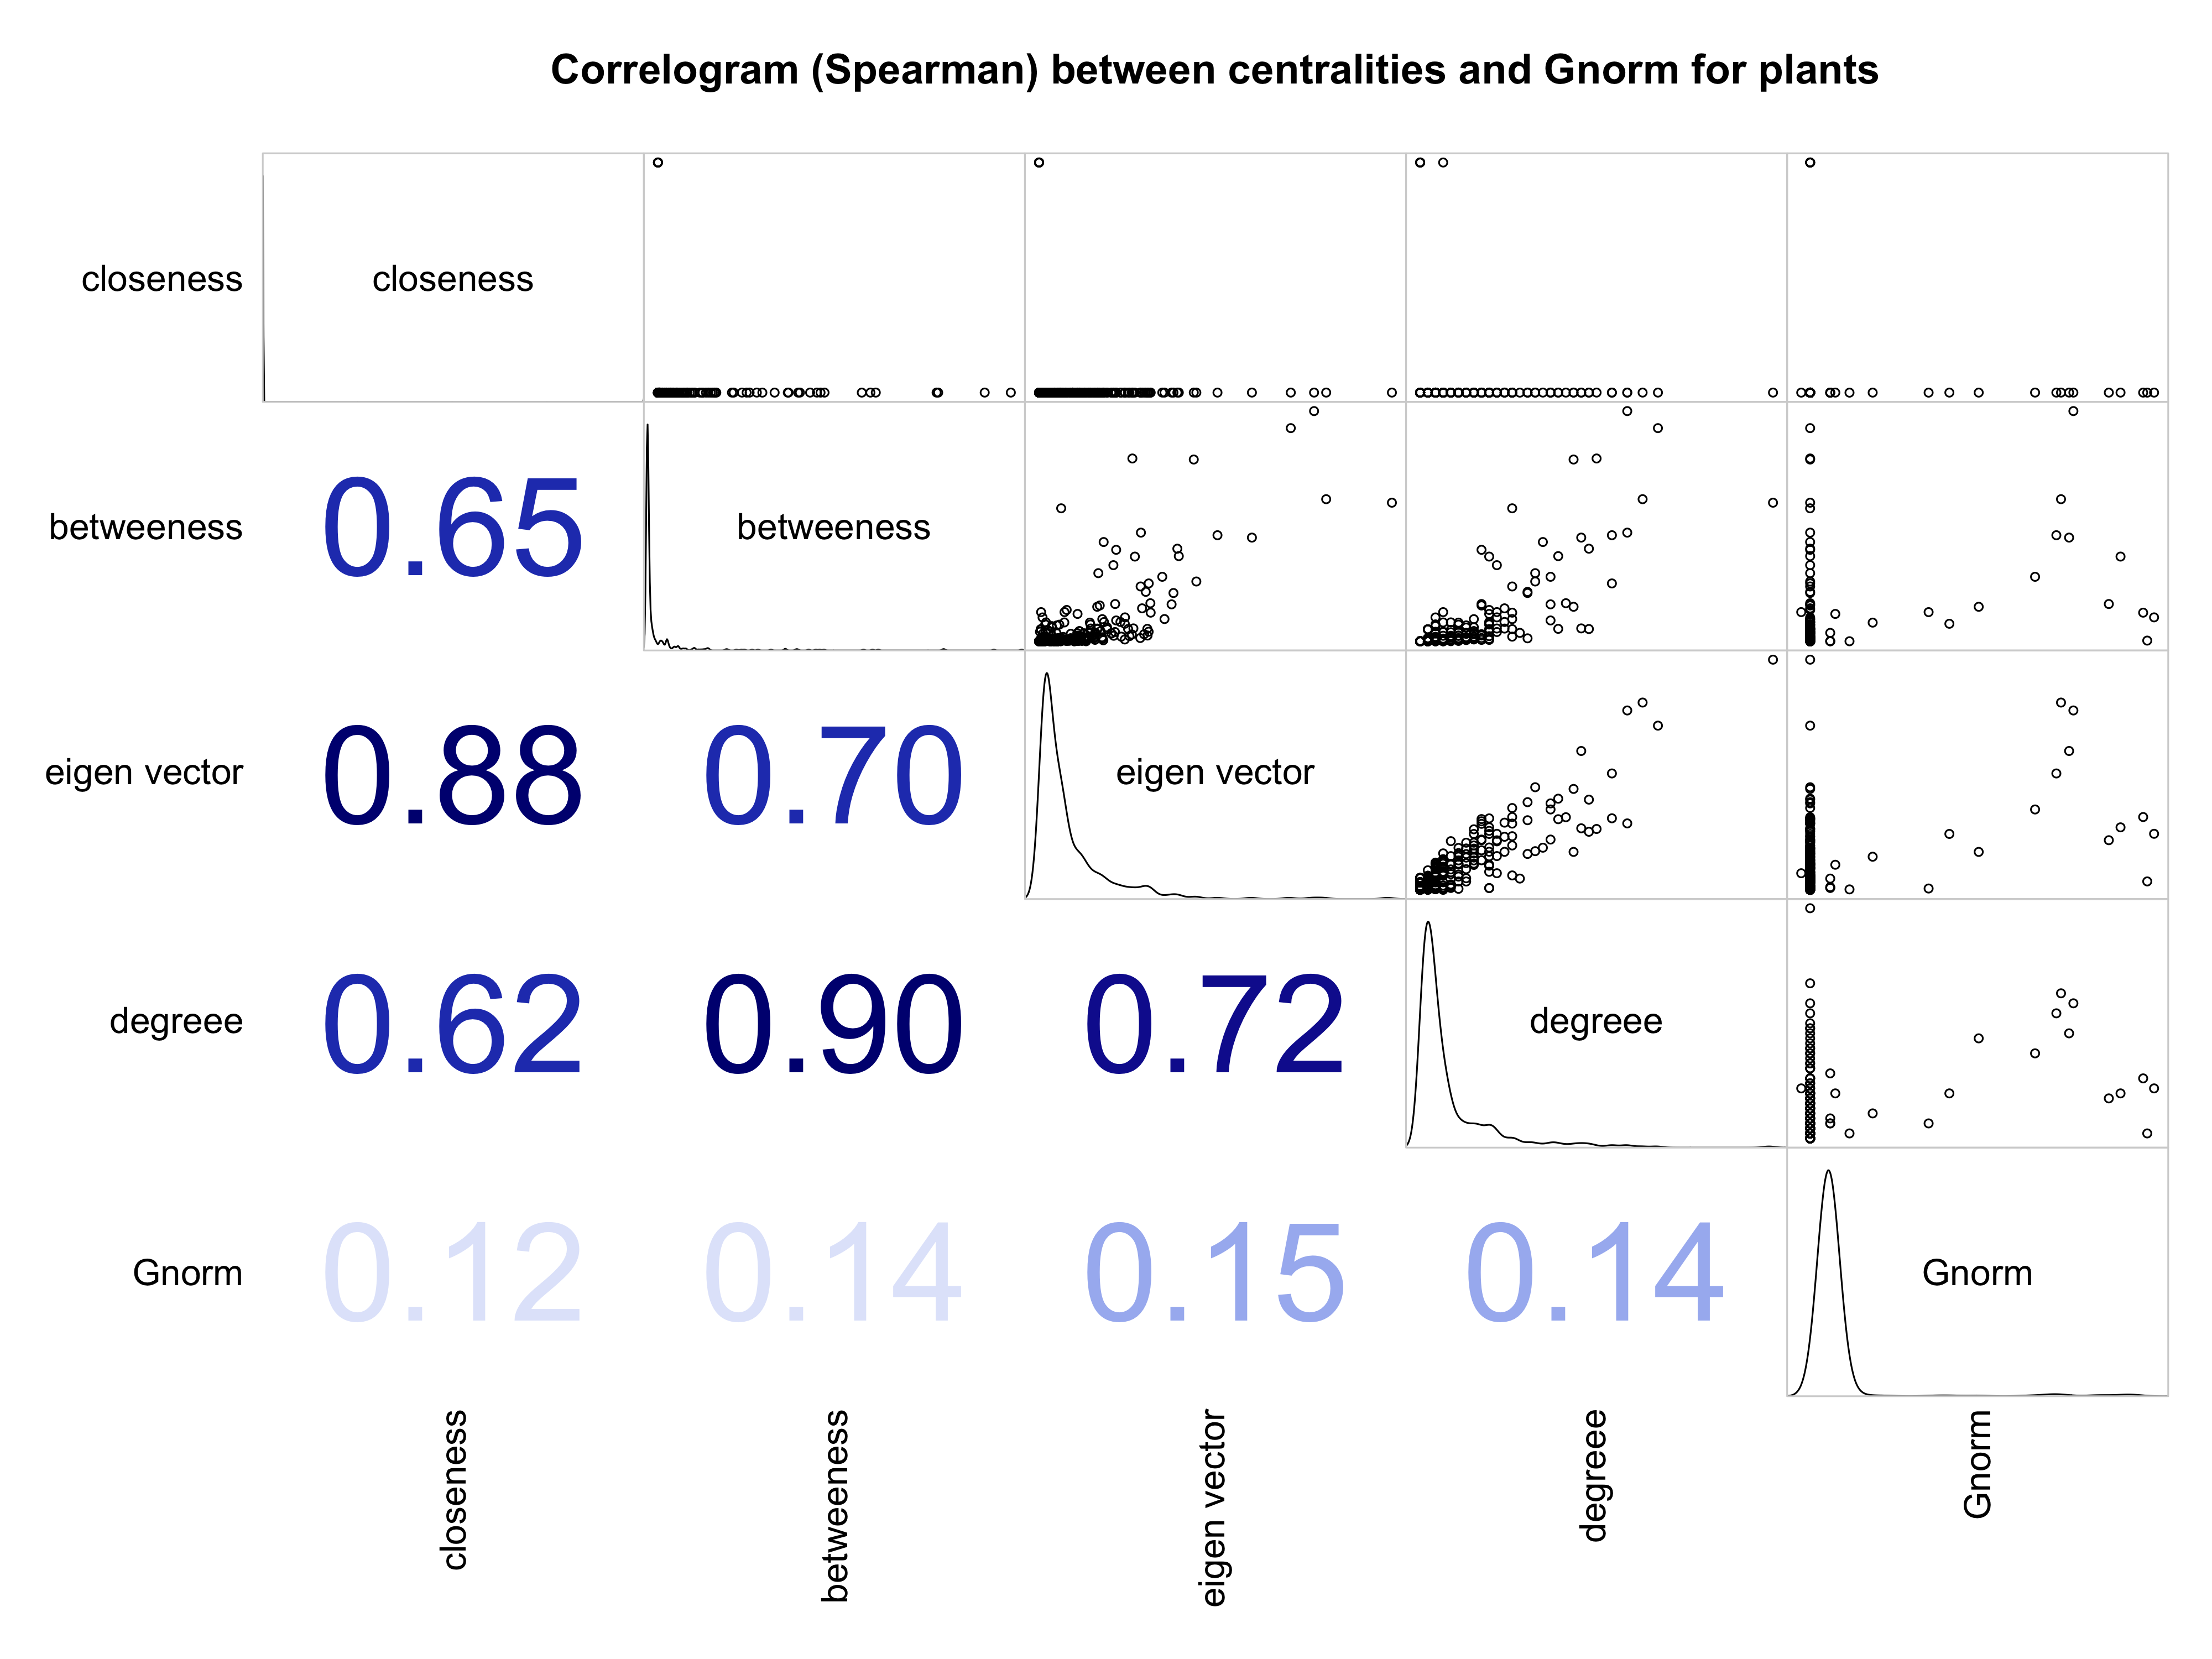 Correlogram (Spearman) between centralities and Gnorm for plants
closeness closeness
betweeness 0.65 betweeness
eigen vector 0.88 0.70 eigen vector
degreee 0.62 0.90 0.72 degreee
Gnorm 0.12 0.14 0.15 0.14 Gnorm
closeness betweeness eigen vector degreee Gnorm